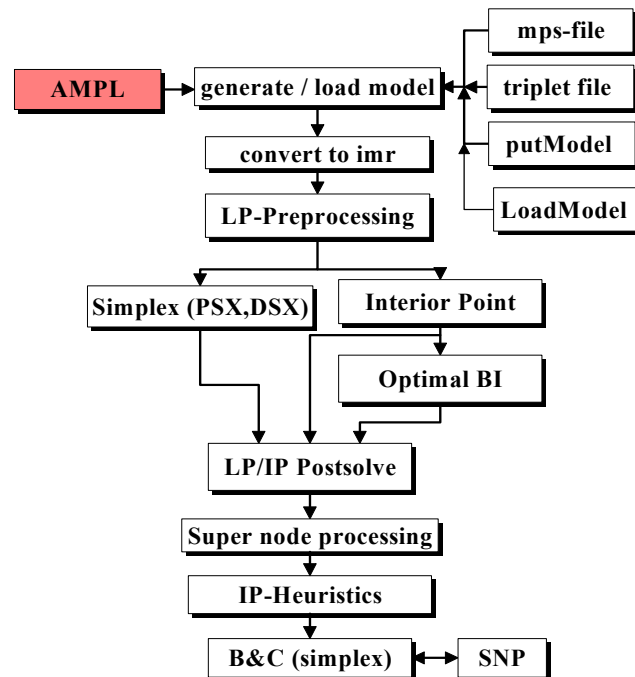 mps-file
AMPL
generate / load model
triplet file
putModel
convert to imr
LoadModel
LP-Preprocessing
Simplex (PSX,DSX)
Interior Point
Optimal BI
LP/IP Postsolve
Super node processing
IP-Heuristics
B&C (simplex)
SNP